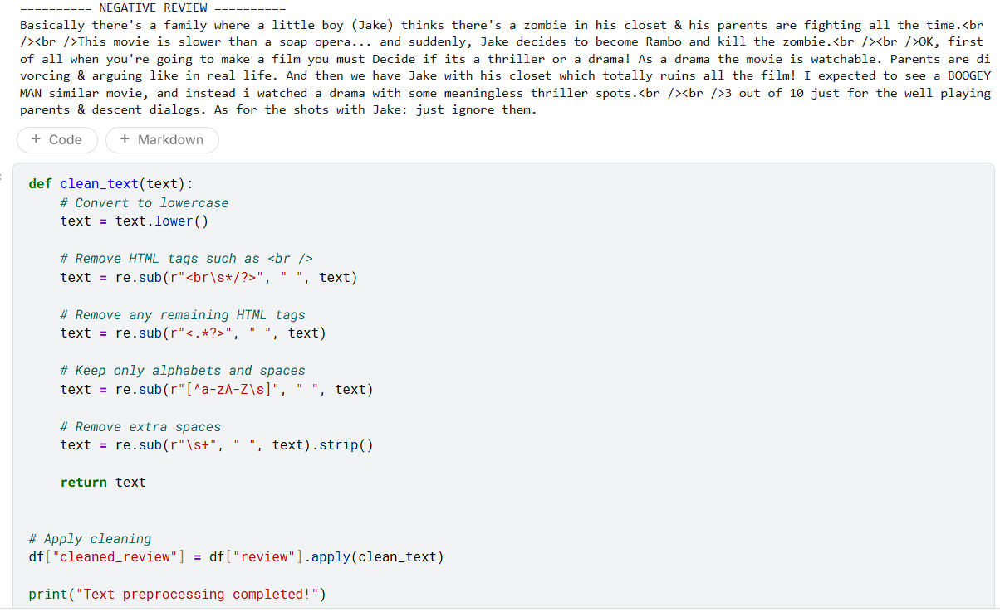 ========== NEGATIVE REVIEW ==========
Basically there's a family where a little boy (Jake) thinks there's a zombie in his closet & his parents are fighting all the time.<br
/><br />This movie is slower than a soap opera... and suddenly, Jake decides to become Rambo and kill the zombie.<br /><br />OK, first
of all when you're going to make a film you must Decide if its a thriller or a drama! As a drama the movie is watchable. Parents are di
vorcing & arguing like in real life. And then we have Jake with his closet which totally ruins all the film! I expected to see a BOOGEY
MAN similar movie, and instead i watched a drama with some meaningless thriller spots.<br /><br />3 out of 10 just for the well playing
parents & descent dialogs. As for the shots with Jake: just ignore them.
+ Code + Markdown
:
def clean_text(text):
    # Convert to lowercase
    text = text.lower()
    # Remove HTML tags such as <br />
    text = re.sub(r"<br\s*/?>", " ", text)
    # Remove any remaining HTML tags
    text = re.sub(r"<.*?>", " ", text)
    # Keep only alphabets and spaces
    text = re.sub(r"[^a-zA-Z\s]", " ", text)
    # Remove extra spaces
    text = re.sub(r"\s+", " ", text).strip()
    return text
# Apply cleaning
df["cleaned_review"] = df["review"].apply(clean_text)
print("Text preprocessing completed!")